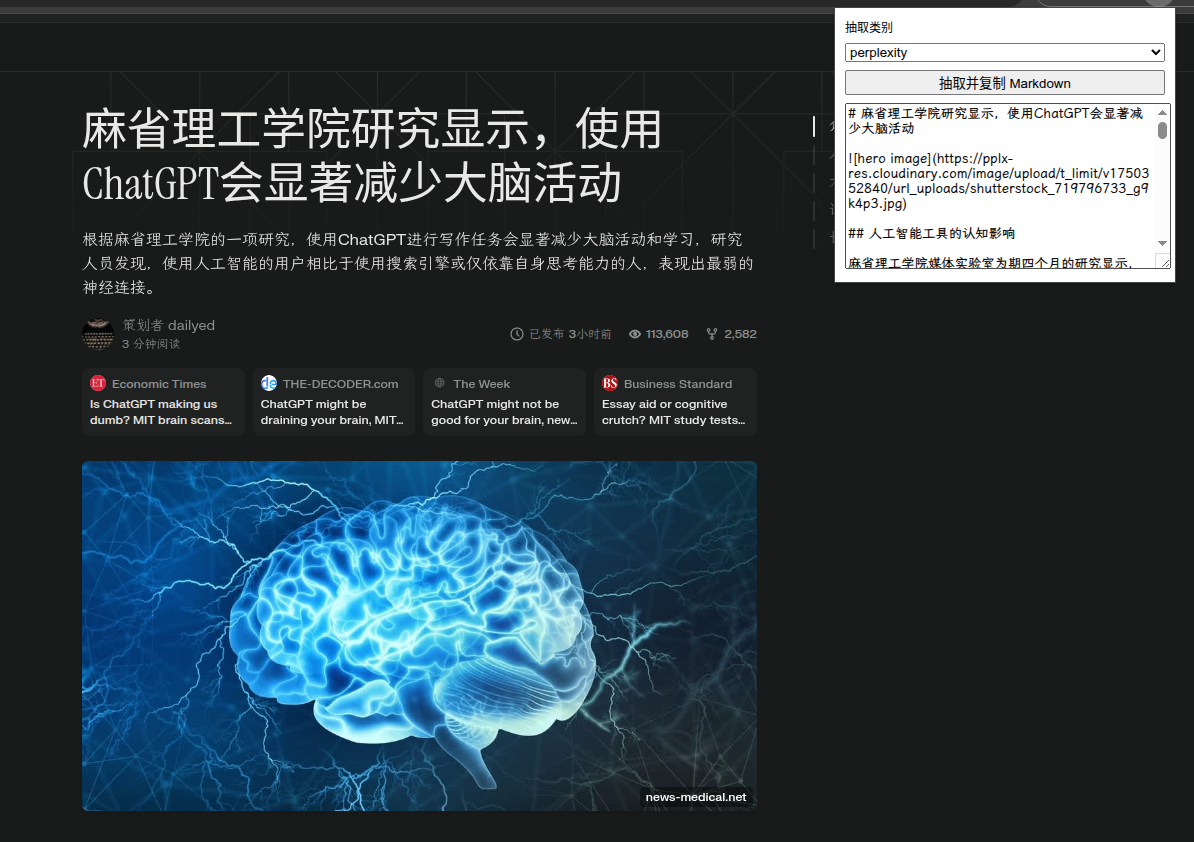 麻省理工学院研究显示，使用
ChatGPT会显著减少大脑活动
根据麻省理工学院的一项研究，使用ChatGPT进行写作任务会显著减少大脑活动和学习，研究
人员发现，使用人工智能的用户相比于使用搜索引擎或仅依靠自身思考能力的人，表现出最弱的
神经连接。
策划者 dailyed
3 分钟阅读
已发布 3小时前
113,608
2,582
Economic Times
Is ChatGPT making us
dumb? MIT brain scans...
THE-DECODER.com
ChatGPT might be
draining your brain, MIT...
The Week
ChatGPT might not be
good for your brain, new...
Business Standard
Essay aid or cognitive
crutch? MIT study tests...
news-medical.net
抽取类别
perplexity
抽取并复制 Markdown
# 麻省理工学院研究显示，使用ChatGPT会显著减
少大脑活动
![hero image](https://pplx-
res.cloudinary.com/image/upload/t_limit/v17503
52840/url_uploads/shutterstock_719796733_g9
k4p3.jpg)
## 人工智能工具的认知影响
麻省理工学院媒体实验室为期四个月的研究显示，